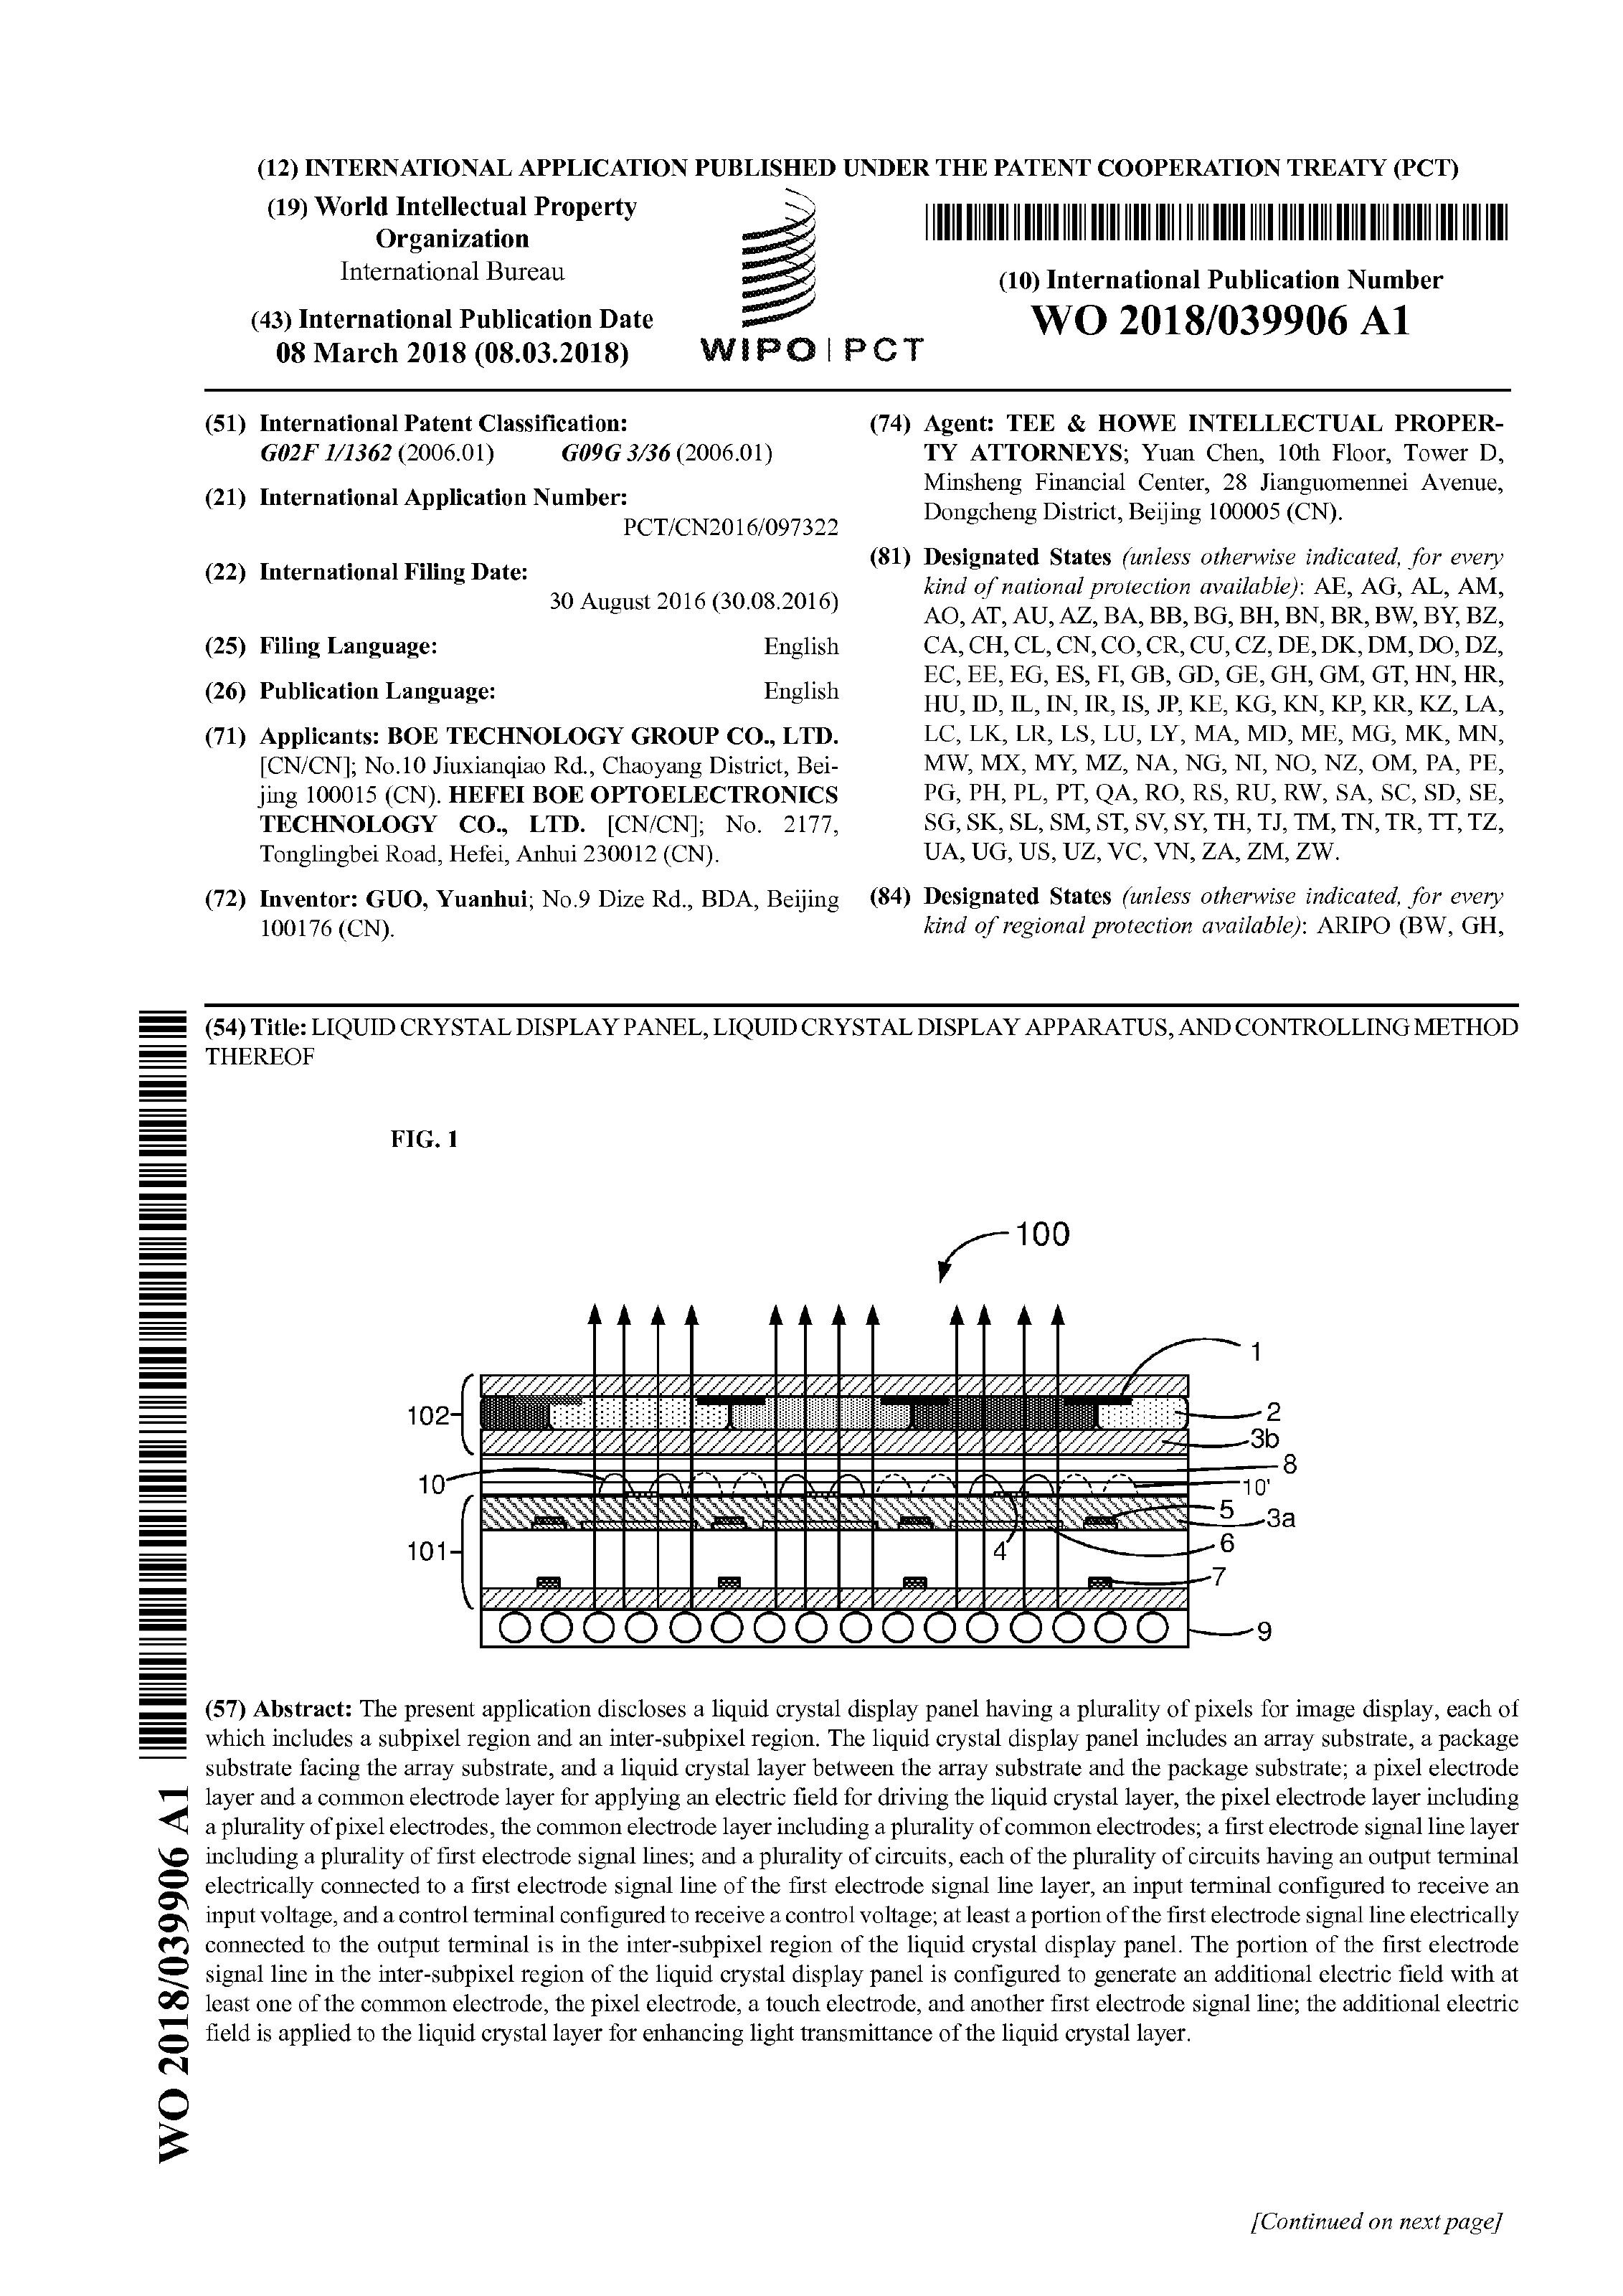 (12) INTERNATIONAL APPLICATION PUBLISHED UNDER THE PATENT COOPERATION TREATY (PCT)
(19) World Intellectual Property
Organization
International Bureau
(43) International Publication Date
08 March 2018 (08.03.2018)
WIPO | PCT
(10) International Publication Number
WO 2018/039906 A1
(51) International Patent Classification:
G02F 1/1362 (2006.01) G09G 3/36 (2006.01)
(21) International Application Number:
PCT/CN2016/097322
(22) International Filing Date:
30 August 2016 (30.08.2016)
(25) Filing Language: English
(26) Publication Language: English
(71) Applicants: BOE TECHNOLOGY GROUP CO., LTD.
[CN/CN]; No.10 Jiuxianqiao Rd., Chaoyang District, Bei-
jing 100015 (CN). HEFEI BOE OPTOELECTRONICS
TECHNOLOGY CO., LTD. [CN/CN]; No. 2177,
Tonglingbei Road, Hefei, Anhui 230012 (CN).
(72) Inventor: GUO, Yuanhui; No.9 Dize Rd., BDA, Beijing
100176 (CN).
(74) Agent: TEE & HOWE INTELLECTUAL PROPER-
TY ATTORNEYS; Yuan Chen, 10th Floor, Tower D,
Minsheng Financial Center, 28 Jianguomennei Avenue,
Dongcheng District, Beijing 100005 (CN).
(81) Designated States (unless otherwise indicated, for every
kind of national protection available): AE, AG, AL, AM,
AO, AT, AU, AZ, BA, BB, BG, BH, BN, BR, BW, BY, BZ,
CA, CH, CL, CN, CO, CR, CU, CZ, DE, DK, DM, DO, DZ,
EC, EE, EG, ES, FI, GB, GD, GE, GH, GM, GT, HN, HR,
HU, ID, IL, IN, IR, IS, JP, KE, KG, KN, KP, KR, KZ, LA,
LC, LK, LR, LS, LU, LY, MA, MD, ME, MG, MK, MN,
MW, MX, MY, MZ, NA, NG, NI, NO, NZ, OM, PA, PE,
PG, PH, PL, PT, QA, RO, RS, RU, RW, SA, SC, SD, SE,
SG, SK, SL, SM, ST, SV, SY, TH, TJ, TM, TN, TR, TT, TZ,
UA, UG, US, UZ, VC, VN, ZA, ZM, ZW.
(84) Designated States (unless otherwise indicated, for every
kind of regional protection available): ARIPO (BW, GH,
(54) Title: LIQUID CRYSTAL DISPLAY PANEL, LIQUID CRYSTAL DISPLAY APPARATUS, AND CONTROLLING METHOD
THEREOF
FIG. 1
100
1
102
2
3b
8
10
10'
5
3a
101
4
6
7
9
(57) Abstract: The present application discloses a liquid crystal display panel having a plurality of pixels for image display, each of
which includes a subpixel region and an inter-subpixel region. The liquid crystal display panel includes an array substrate, a package
substrate facing the array substrate, and a liquid crystal layer between the array substrate and the package substrate; a pixel electrode
layer and a common electrode layer for applying an electric field for driving the liquid crystal layer, the pixel electrode layer including
a plurality of pixel electrodes, the common electrode layer including a plurality of common electrodes; a first electrode signal line layer
including a plurality of first electrode signal lines; and a plurality of circuits, each of the plurality of circuits having an output terminal
electrically connected to a first electrode signal line of the first electrode signal line layer, an input terminal configured to receive an
input voltage, and a control terminal configured to receive a control voltage; at least a portion of the first electrode signal line electrically
connected to the output terminal is in the inter-subpixel region of the liquid crystal display panel. The portion of the first electrode
signal line in the inter-subpixel region of the liquid crystal display panel is configured to generate an additional electric field with at
least one of the common electrode, the pixel electrode, a touch electrode, and another first electrode signal line; the additional electric
field is applied to the liquid crystal layer for enhancing light transmittance of the liquid crystal layer.
WO 2018/039906 A1
[Continued on next page]